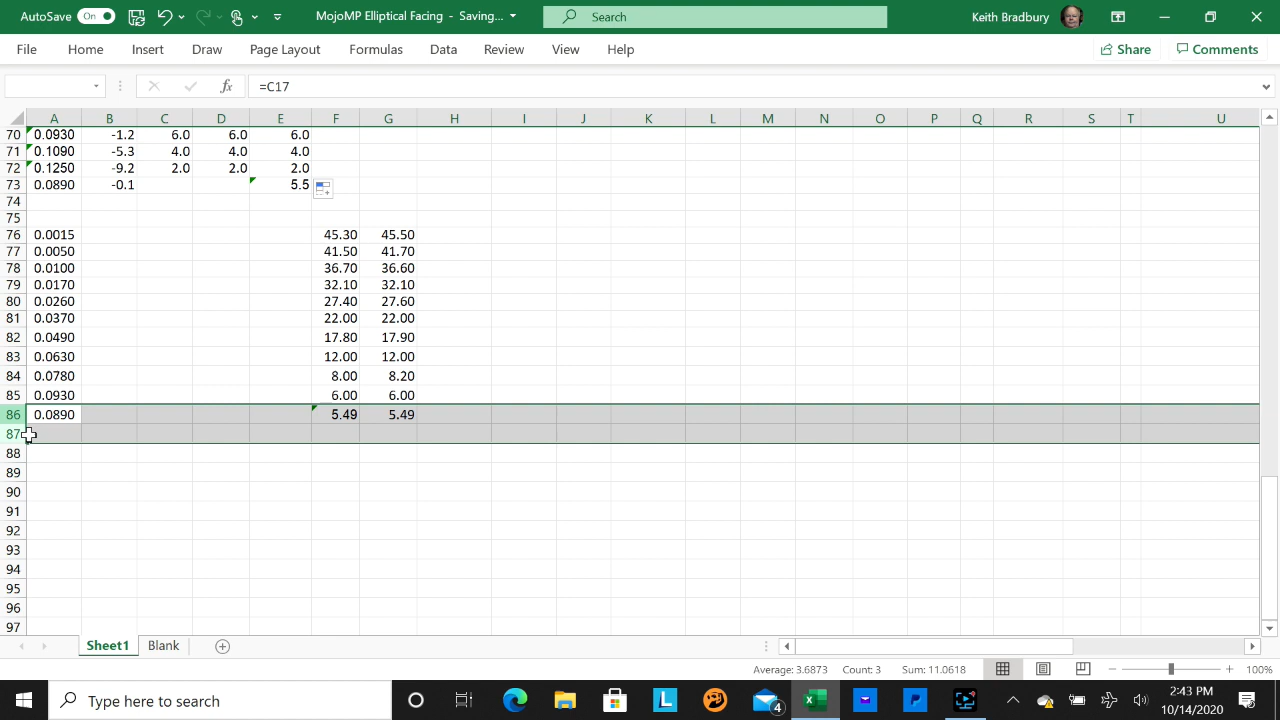 AutoSave On MojoMP Elliptical Facing - Saving... Search Keith Bradbury
File Home Insert Draw Page Layout Formulas Data Review View Help Share Comments
fx =C17
A B C D E F G H I J K L M N O P Q R S T U
70 0.0930 -1.2 6.0 6.0 6.0
71 0.1090 -5.3 4.0 4.0 4.0
72 0.1250 -9.2 2.0 2.0 2.0
73 0.0890 -0.1 5.5
74
75
76 0.0015 45.30 45.50
77 0.0050 41.50 41.70
78 0.0100 36.70 36.60
79 0.0170 32.10 32.10
80 0.0260 27.40 27.60
81 0.0370 22.00 22.00
82 0.0490 17.80 17.90
83 0.0630 12.00 12.00
84 0.0780 8.00 8.20
85 0.0930 6.00 6.00
86 0.0890 5.49 5.49
87
88
89
90
91
92
93
94
95
96
97
Sheet1 Blank
Average: 3.6873 Count: 3 Sum: 11.0618 100%
Type here to search L 4 2:43 PM
10/14/2020